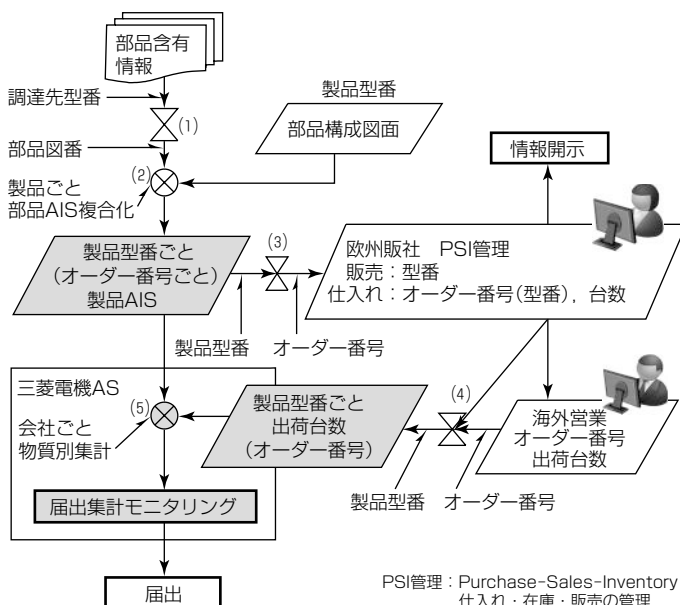 部品含有
情報
調達先型番
(1)
製品型番
部品構成図面
部品図番
(2)
製品ごと
部品AIS複合化
情報開示
製品型番ごと
(オーダー番号ごと)
製品AIS
(3)
製品型番
オーダー番号
欧州販社 PSI管理
販売：型番
仕入れ：オーダー番号(型番)，台数
三菱電機AS
(5)
会社ごと
物質別集計
製品型番ごと
出荷台数
(オーダー番号)
(4)
製品型番
オーダー番号
海外営業
オーダー番号
出荷台数
届出集計モニタリング
届出
PSI管理：Purchase-Sales-Inventory
仕入れ・在庫・販売の管理